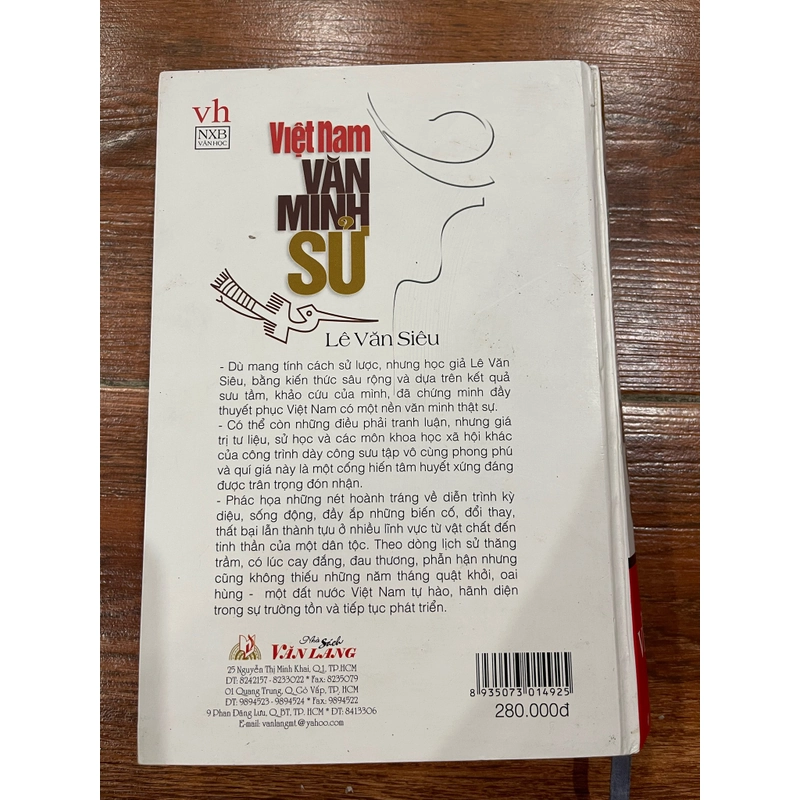 vh
NXB
VĂN HỌC
Việt Nam
VĂN
MINH
SỬ
Lê Văn Siêu
- Dù mang tính cách sử lược, nhưng học giả Lê Văn
Siêu, bằng kiến thức sâu rộng và dựa trên kết quả
sưu tầm, khảo cứu của mình, đã chứng minh đầy
thuyết phục Việt Nam có một nền văn minh thật sự.
- Có thể còn những điều phải tranh luận, nhưng giá
trị tư liệu, sử học và các môn khoa học xã hội khác
của công trình dày công sưu tập vô cùng phong phú
và quí giá này là một cống hiến tâm huyết xứng đáng
được trân trọng đón nhận.
- Phác họa những nét hoành tráng về diễn trình kỳ
diệu, sống động, đầy ắp những biến cố, đổi thay,
thất bại lẫn thành tựu ở nhiều lĩnh vực từ vật chất đến
tinh thần của một dân tộc. Theo dòng lịch sử thăng
trầm, có lúc cay đắng, đau thương, phẫn hận nhưng
cũng không thiếu những năm tháng quật khởi, oai
hùng - một đất nước Việt Nam tự hào, hãnh diện
trong sự trường tồn và tiếp tục phát triển.
Nhà Sách
VĂN LANG
25 Nguyễn Thị Minh Khai, Q.1, TP.HCM
ĐT: 8242157 - 8233022 * Fax: 8235079
01 Quang Trung, Q. Gò Vấp, TP. HCM
ĐT: 9894523 - 9894524 * Fax: 9894522
9 Phan Đăng Lưu, Q.BT, TP. HCM * ĐT: 8413306
E-mail: vanlangmt@yahoo.com
8 935073 014925
280.000đ